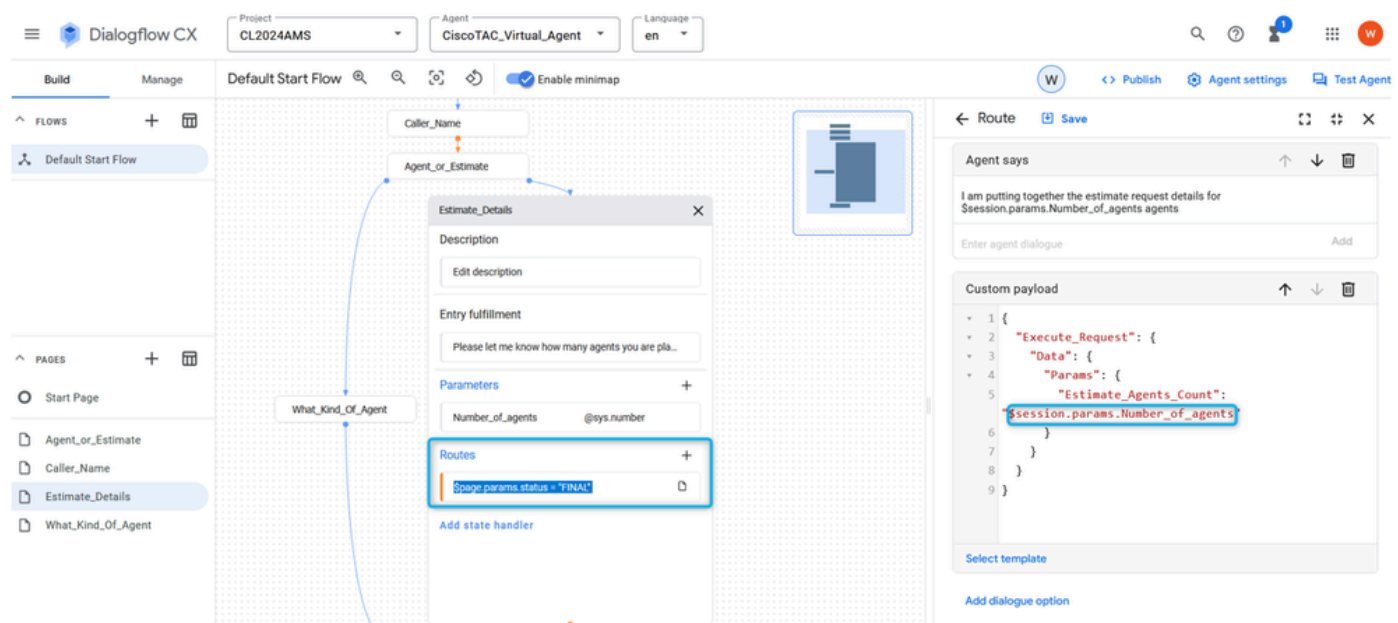 Project
Agent
Language
Dialogflow CX
CL2024AMS
CiscoTAC_Virtual_Agent
en
1
W
Build
Manage
Default Start Flow
Enable minimap
W
Publish
Agent settings
Test Agent
FLOWS
Default Start Flow
PAGES
Start Page
Agent_or_Estimate
Caller_Name
Estimate_Details
What_Kind_Of_Agent
Caller_Name
Agent_or_Estimate
What_Kind_Of_Agent
Estimate_Details
Description
Edit description
Entry fulfillment
Please let me know how many agents you are pla...
Parameters
Number_of_agents @sys.number
Routes
$page.params.status = "FINAL"
Add state handler
Route
Save
Agent says
I am putting together the estimate request details for
$session.params.Number_of_agents agents
Enter agent dialogue
Add
Custom payload
1 {
2 "Execute_Request": {
3 "Data": {
4 "Params": {
5 "Estimate_Agents_Count":
"$session.params.Number_of_agents"
6 }
7 }
8 }
9 }
Select template
Add dialogue option